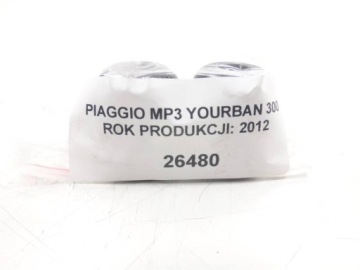 PIAGGIO MP3 YOURBAN 300
ROK PRODUKCJI: 2012
26480